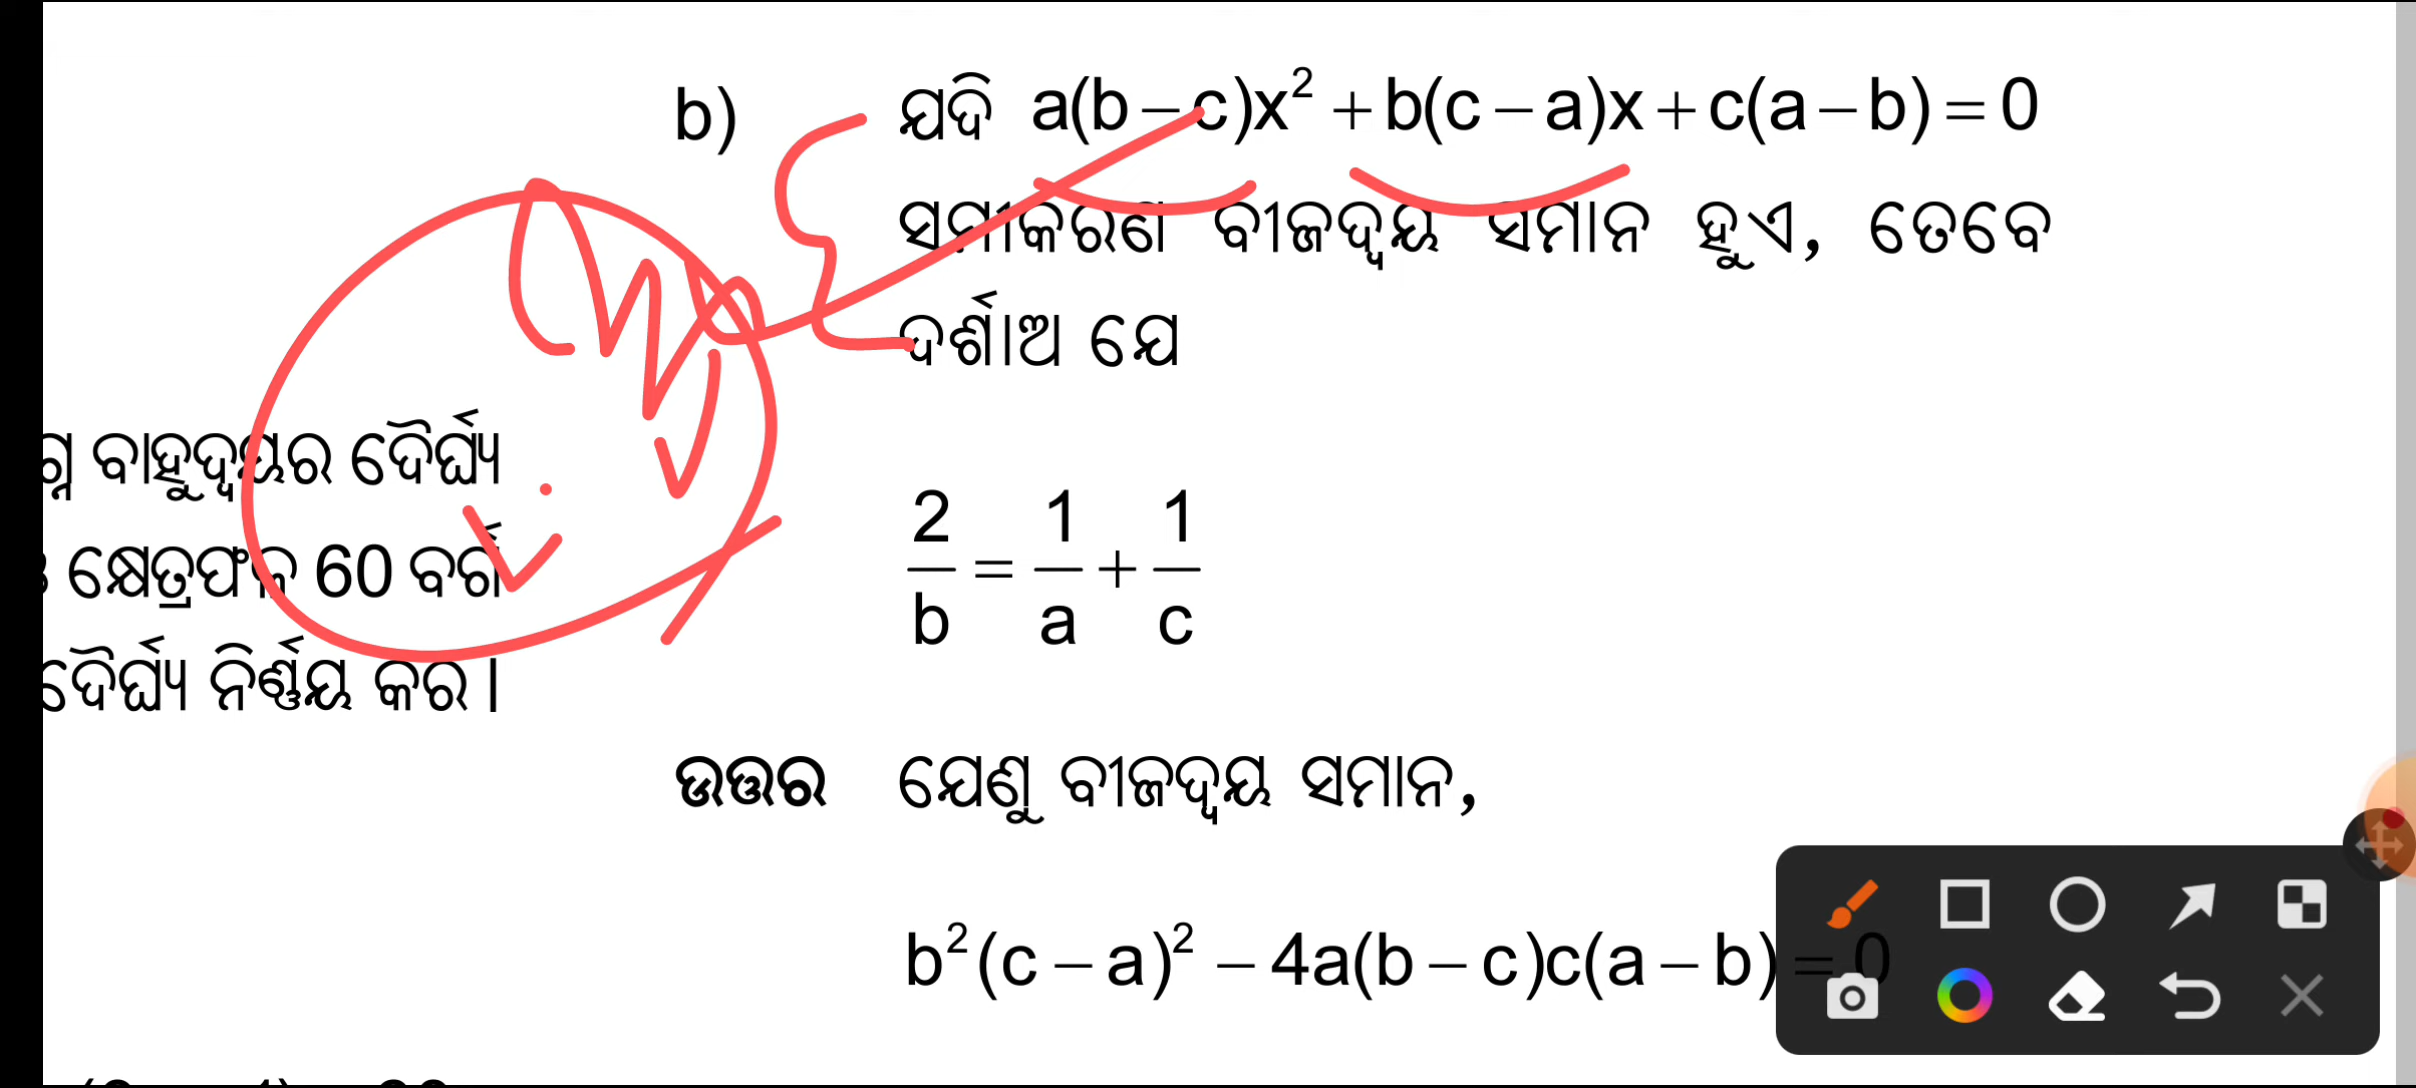 b) ଯଦି a(b – c)x² + b(c – a)x + c(a – b) = 0
ସମୀକରଣ ବୀଜଦ୍ୱୟ ସମାନ ହୁଏ, ତେବେ
ଦର୍ଶାଅ ଯେ
2/b = 1/a + 1/c
ଉତ୍ତର ଯେଣୁ ବୀଜଦ୍ୱୟ ସମାନ,
b²(c – a)² – 4a(b – c)c(a – b) = 0
ବାହୁଦ୍ୱୟର ଦୈର୍ଘ୍ୟ
କ୍ଷେତ୍ରଫଳ 60 ବର୍ଗ
ଦୈର୍ଘ୍ୟ ନିର୍ଣ୍ଣୟ କର।